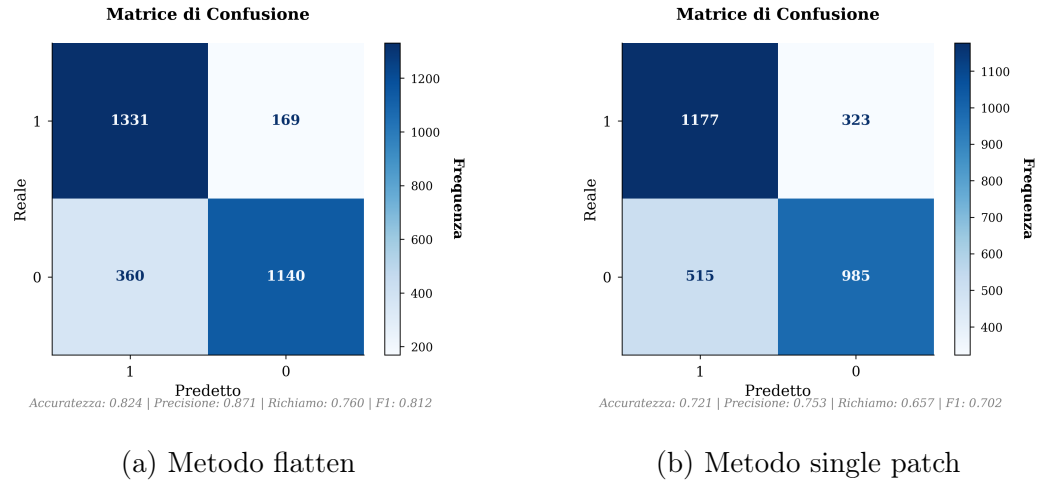 Matrice di Confusione
1331 169
360 1140
1
0
Reale
1 0
Predetto
Accuratezza: 0.824 | Precisione: 0.871 | Richiamo: 0.760 | F1: 0.812
1200
1000
800
600
400
200
Frequenza
(a) Metodo flatten
Matrice di Confusione
1177 323
515 985
1
0
Reale
1 0
Predetto
Accuratezza: 0.721 | Precisione: 0.753 | Richiamo: 0.657 | F1: 0.702
1100
1000
900
800
700
600
500
400
Frequenza
(b) Metodo single patch